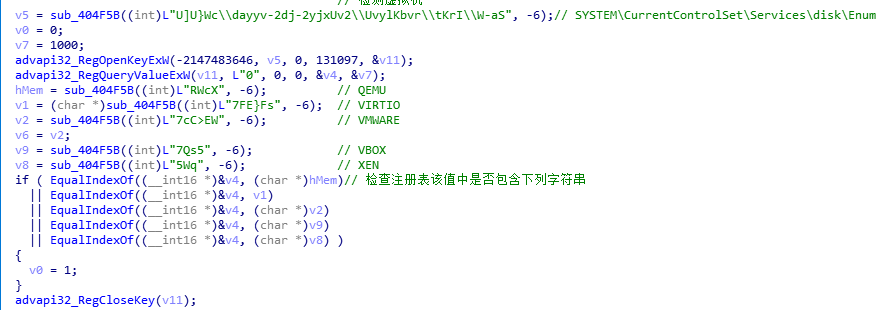 // 检测虚拟机
v5 = sub_404F5B((int)L"U]U}Wc\\dayyv-2dj-2yjxUv2\\UvylKbvr\\tKrI\\W-aS", -6);// SYSTEM\CurrentControlSet\Services\disk\Enum
v0 = 0;
v7 = 1000;
advapi32_RegOpenKeyExW(-2147483646, v5, 0, 131097, &v11);
advapi32_RegQueryValueExW(v11, L"0", 0, 0, &v4, &v7);
hMem = sub_404F5B((int)L"RWcX", -6); // QEMU
v1 = (char *)sub_404F5B((int)L"7FE}Fs", -6); // VIRTIO
v2 = sub_404F5B((int)L"7cC>EW", -6); // VMWARE
v6 = v2;
v9 = sub_404F5B((int)L"7Qs5", -6); // VBOX
v8 = sub_404F5B((int)L"5Wq", -6); // XEN
if ( EqualIndexOf((__int16 *)&v4, (char *)hMem)// 检查注册表该值中是否包含下列字符串
|| EqualIndexOf((__int16 *)&v4, v1)
|| EqualIndexOf((__int16 *)&v4, (char *)v2)
|| EqualIndexOf((__int16 *)&v4, (char *)v9)
|| EqualIndexOf((__int16 *)&v4, (char *)v8) )
{
v0 = 1;
}
advapi32_RegCloseKey(v11);